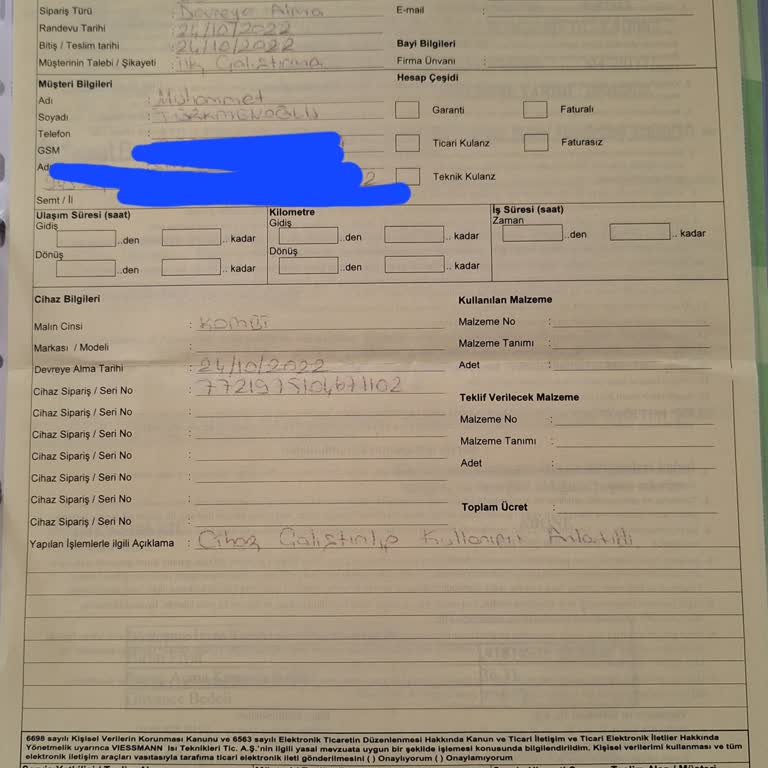 Sipariş Türü : Devreye Alma
E-mail :
Randevu Tarihi : 24/10/2022
Bitiş / Teslim tarihi : 24/10/2022
Bayi Bilgileri
Müşterinin Talebi / Şikayeti : İlk Çalıştırma
Firma Ünvanı :
Müşteri Bilgileri
Hesap Çeşidi
Adı : Muhammet
Garanti
Faturalı
Soyadı : TÜRKMENOĞLU
Telefon :
Ticari Kulanz
Faturasız
GSM
Teknik Kulanz
Semt / İl
Ulaşım Süresi (saat)
Kilometre
İş Süresi (saat)
Gidiş
Gidiş
Zaman
..den .. kadar
.den .. kadar
..den .. kadar
Dönüş
Dönüş
..den .. kadar
.den .. kadar
Cihaz Bilgileri
Kullanılan Malzeme
Malın Cinsi : KOMBİ
Malzeme No :
Markası / Modeli :
Malzeme Tanımı :
Devreye Alma Tarihi : 24/10/2022
Adet :
Cihaz Sipariş / Seri No : 7721975104671102
Teklif Verilecek Malzeme
Cihaz Sipariş / Seri No :
Malzeme No :
Cihaz Sipariş / Seri No :
Malzeme Tanımı :
Cihaz Sipariş / Seri No :
Adet :
Cihaz Sipariş / Seri No :
Cihaz Sipariş / Seri No :
Toplam Ücret :
Cihaz Sipariş / Seri No :
Yapılan İşlemlerle ilgili Açıklama : Cihaz Çalıştırılıp Kullanımı Anlatıldı
6698 sayılı Kişisel Verilerin Korunması Kanunu ve 6563 sayılı Elektronik Ticaretin Düzenlenmesi Hakkında Kanun ve Ticari İletişim ve Ticari Elektronik İletiler Hakkında
Yönetmelik uyarınca VIESSMANN Isı Teknikleri Tic. A.Ş.'nin ilgili yasal mevzuata uygun bir şekilde işlemesi konusunda bilgilendirildim. Kişisel verilerimi kullanması ve tüm
elektronik iletişim araçları vasıtasıyla tarafıma ticari elektronik ileti gönderilmesini ( ) Onaylıyorum ( ) Onaylamıyorum